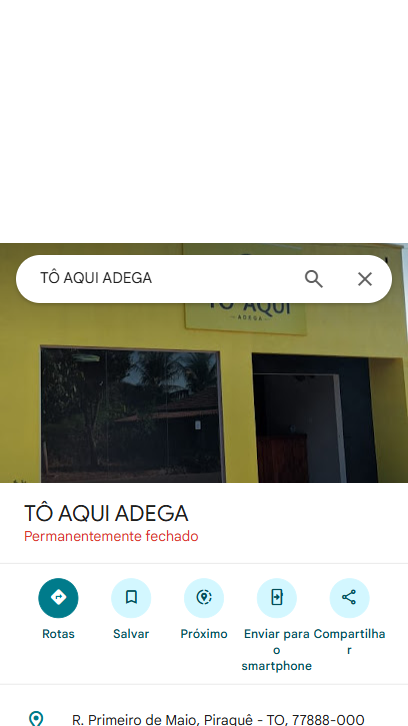 TÔ AQUI ADEGA
TÔ AQUI
ADEGA
TÔ AQUI ADEGA
Permanentemente fechado
Rotas
Salvar
Próximo
Enviar para o smartphone
Compartilhar
R. Primeiro de Maio, Piraquê - TO, 77888-000